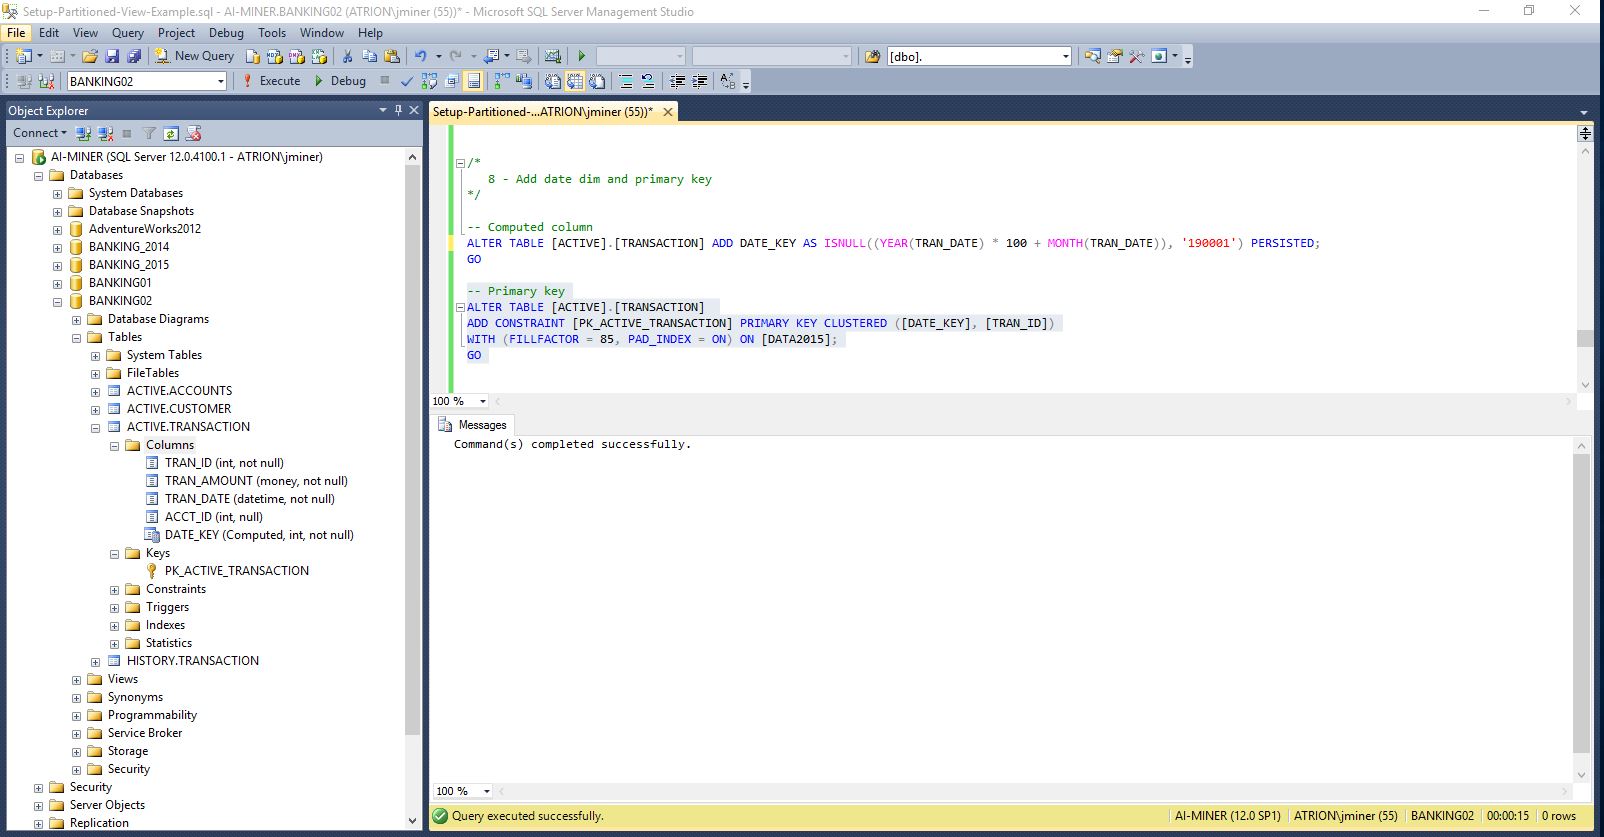 Setup-Partitioned-View-Example.sql - AI-MINER.BANKING02 (ATRION\jminer (55))* - Microsoft SQL Server Management Studio
File Edit View Query Project Debug Tools Window Help
New Query [dbo].
BANKING02 Execute Debug
Object Explorer
Connect
AI-MINER (SQL Server 12.0.4100.1 - ATRION\jminer)
Databases
System Databases
Database Snapshots
AdventureWorks2012
BANKING_2014
BANKING_2015
BANKING01
BANKING02
Database Diagrams
Tables
System Tables
FileTables
ACTIVE.ACCOUNTS
ACTIVE.CUSTOMER
ACTIVE.TRANSACTION
Columns
TRAN_ID (int, not null)
TRAN_AMOUNT (money, not null)
TRAN_DATE (datetime, not null)
ACCT_ID (int, null)
DATE_KEY (Computed, int, not null)
Keys
PK_ACTIVE_TRANSACTION
Constraints
Triggers
Indexes
Statistics
HISTORY.TRANSACTION
Views
Synonyms
Programmability
Service Broker
Storage
Security
Security
Server Objects
Replication
Setup-Partitioned-...ATRION\jminer (55))*
/*
8 - Add date dim and primary key
*/
-- Computed column
ALTER TABLE [ACTIVE].[TRANSACTION] ADD DATE_KEY AS ISNULL((YEAR(TRAN_DATE) * 100 + MONTH(TRAN_DATE)), '190001') PERSISTED;
GO
-- Primary key
ALTER TABLE [ACTIVE].[TRANSACTION]
ADD CONSTRAINT [PK_ACTIVE_TRANSACTION] PRIMARY KEY CLUSTERED ([DATE_KEY], [TRAN_ID])
WITH (FILLFACTOR = 85, PAD_INDEX = ON) ON [DATA2015];
GO
100 %
Messages
Command(s) completed successfully.
100 %
Query executed successfully. AI-MINER (12.0 SP1) ATRION\jminer (55) BANKING02 00:00:15 0 rows